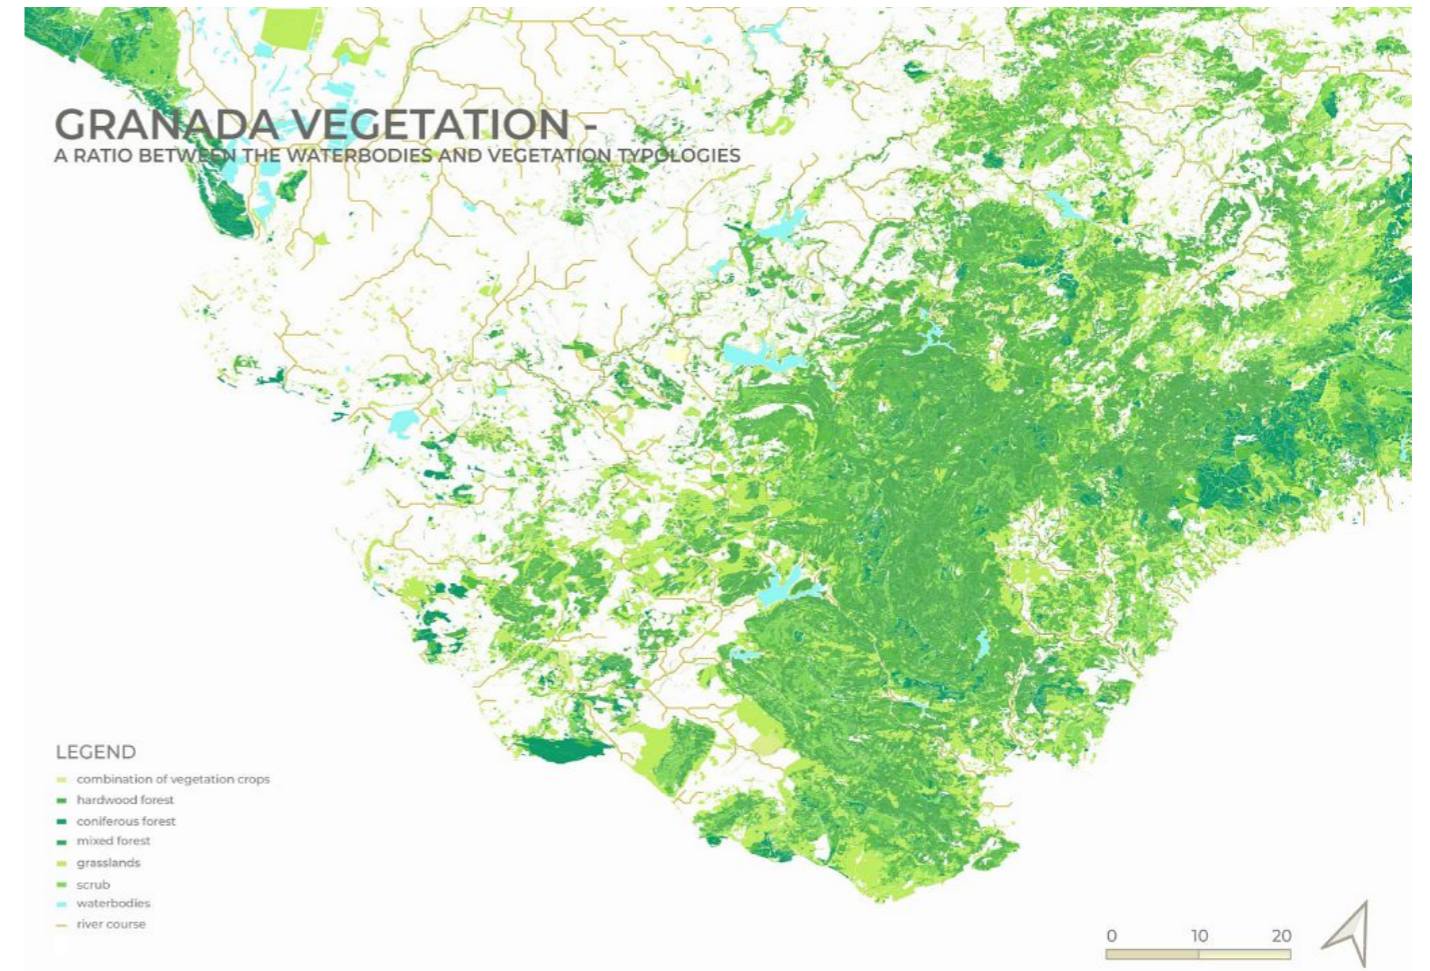 GRANADA VEGETATION -
A RATIO BETWEEN THE WATERBODIES AND VEGETATION TYPOLOGIES
LEGEND
combination of vegetation crops
hardwood forest
coniferous forest
mixed forest
grasslands
scrub
waterbodies
river course
0 10 20